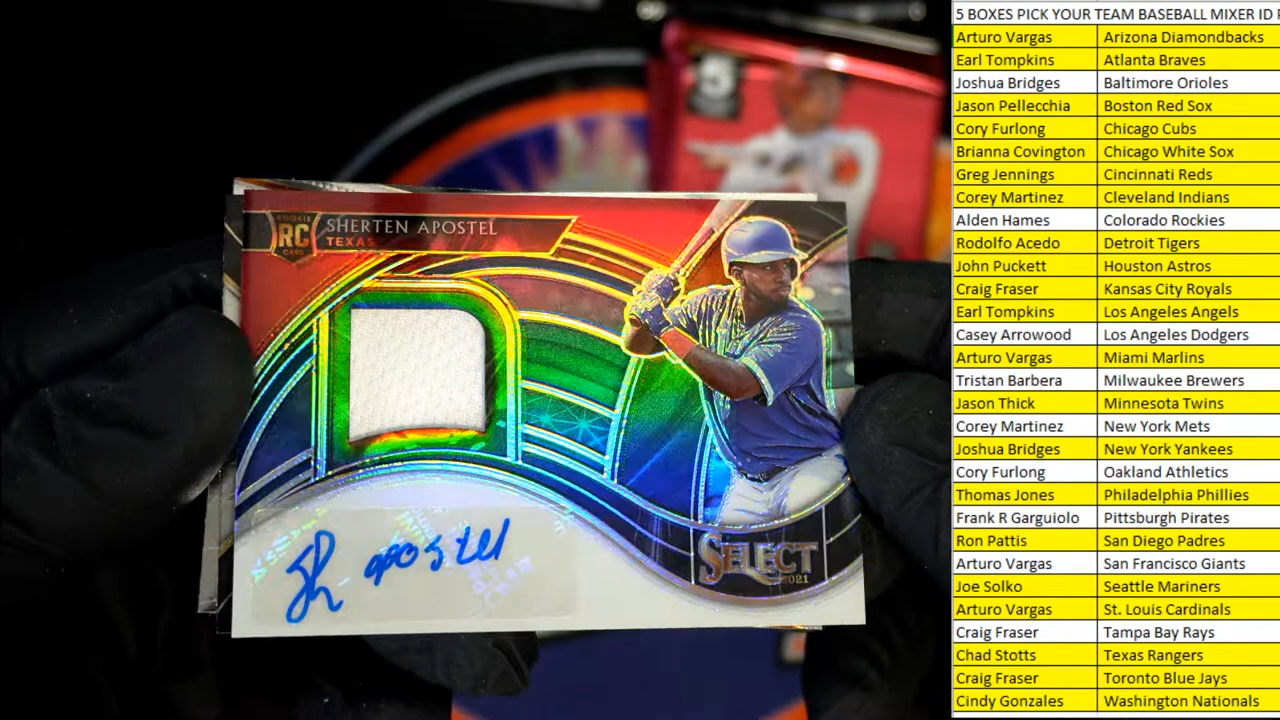 ROOKIE
RC
CARD
SHERTEN APOSTEL
TEXAS
apostel
SELECT
2021
5
5 BOXES PICK YOUR TEAM BASEBALL MIXER ID
Arturo Vargas Arizona Diamondbacks
Earl Tompkins Atlanta Braves
Joshua Bridges Baltimore Orioles
Jason Pellecchia Boston Red Sox
Cory Furlong Chicago Cubs
Brianna Covington Chicago White Sox
Greg Jennings Cincinnati Reds
Corey Martinez Cleveland Indians
Alden Hames Colorado Rockies
Rodolfo Acedo Detroit Tigers
John Puckett Houston Astros
Craig Fraser Kansas City Royals
Earl Tompkins Los Angeles Angels
Casey Arrowood Los Angeles Dodgers
Arturo Vargas Miami Marlins
Tristan Barbera Milwaukee Brewers
Jason Thick Minnesota Twins
Corey Martinez New York Mets
Joshua Bridges New York Yankees
Cory Furlong Oakland Athletics
Thomas Jones Philadelphia Phillies
Frank R Garguiolo Pittsburgh Pirates
Ron Pattis San Diego Padres
Arturo Vargas San Francisco Giants
Joe Solko Seattle Mariners
Arturo Vargas St. Louis Cardinals
Craig Fraser Tampa Bay Rays
Chad Stotts Texas Rangers
Craig Fraser Toronto Blue Jays
Cindy Gonzales Washington Nationals